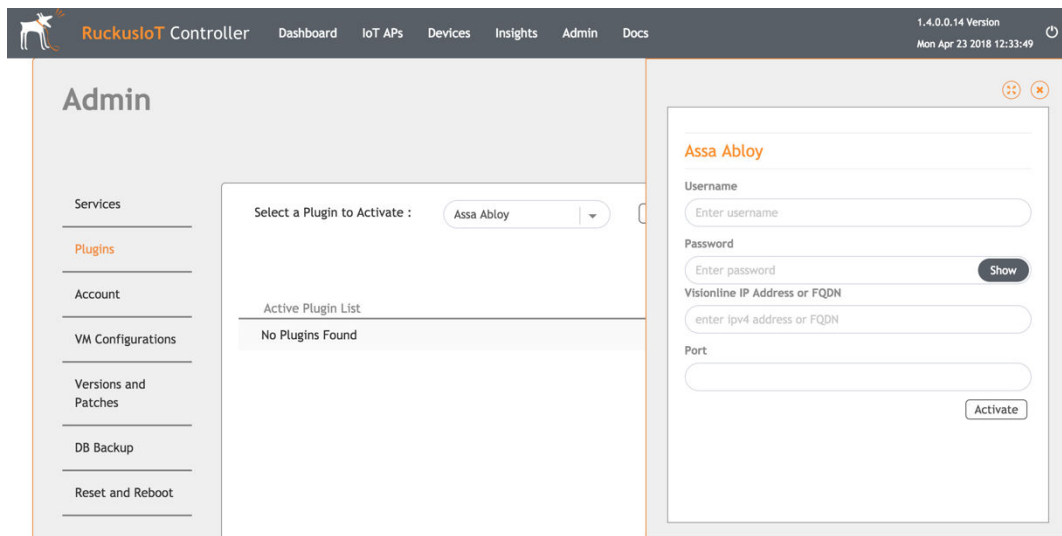 RuckusIoT Controller
Dashboard
IoT APs
Devices
Insights
Admin
Docs
1.4.0.0.14 Version
Mon Apr 23 2018 12:33:49
Admin
Services
Plugins
Account
VM Configurations
Versions and
Patches
DB Backup
Reset and Reboot
Select a Plugin to Activate :
Assa Abloy
Active Plugin List
No Plugins Found
Assa Abloy
Username
Enter username
Password
Enter password
Show
Visionline IP Address or FQDN
enter ipv4 address or FQDN
Port
Activate